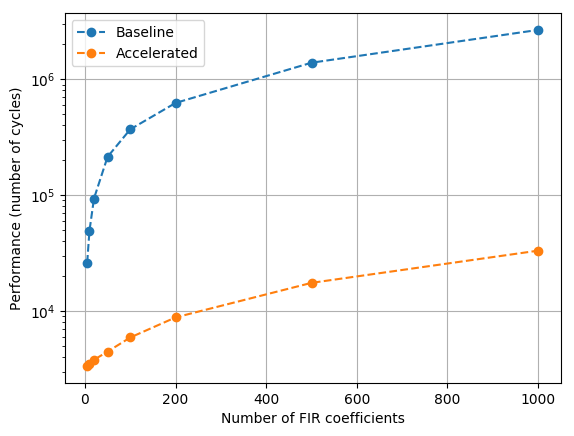 Baseline
Accelerated
Performance (number of cycles)
10^6
10^5
10^4
0 200 400 600 800 1000
Number of FIR coefficients